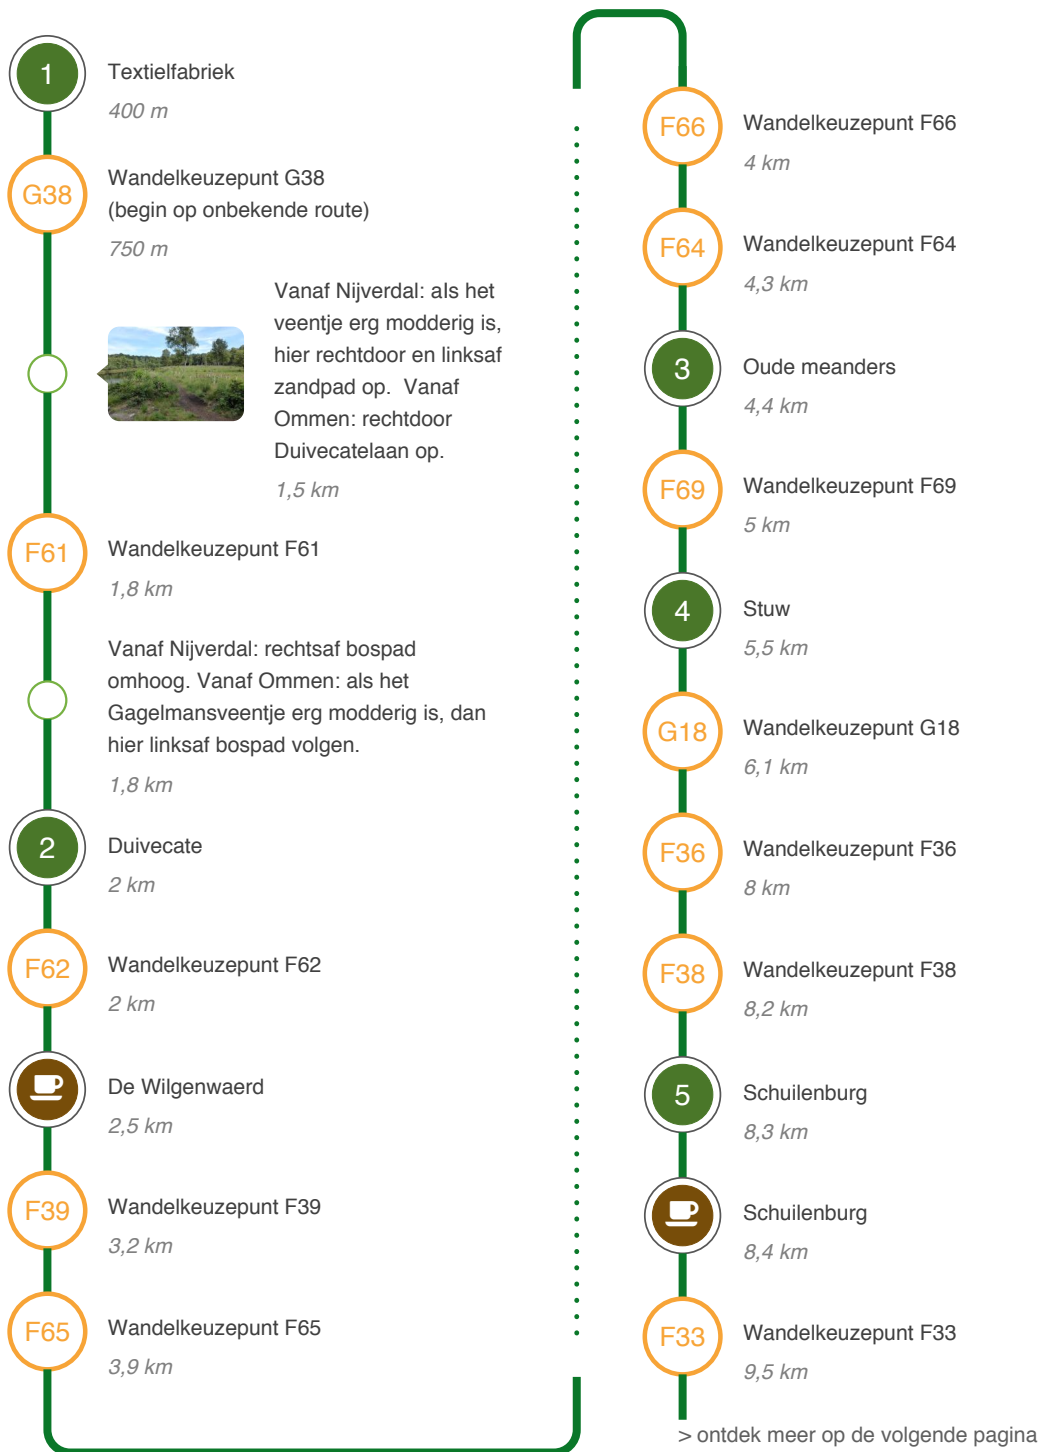 1
Textielfabriek
400 m
G38
Wandelkeuzepunt G38
(begin op onbekende route)
750 m
Vanaf Nijverdal: als het
veentje erg modderig is,
hier rechtdoor en linksaf
zandpad op.  Vanaf
Ommen: rechtdoor
Duivecatelaan op.
1,5 km
F61
Wandelkeuzepunt F61
1,8 km
Vanaf Nijverdal: rechtsaf bospad
omhoog. Vanaf Ommen: als het
Gagelmansveentje erg modderig is, dan
hier linksaf bospad volgen.
1,8 km
2
Duivecate
2 km
F62
Wandelkeuzepunt F62
2 km
De Wilgenwaerd
2,5 km
F39
Wandelkeuzepunt F39
3,2 km
F65
Wandelkeuzepunt F65
3,9 km
F66
Wandelkeuzepunt F66
4 km
F64
Wandelkeuzepunt F64
4,3 km
3
Oude meanders
4,4 km
F69
Wandelkeuzepunt F69
5 km
4
Stuw
5,5 km
G18
Wandelkeuzepunt G18
6,1 km
F36
Wandelkeuzepunt F36
8 km
F38
Wandelkeuzepunt F38
8,2 km
5
Schuilenburg
8,3 km
Schuilenburg
8,4 km
F33
Wandelkeuzepunt F33
9,5 km
> ontdek meer op de volgende pagina